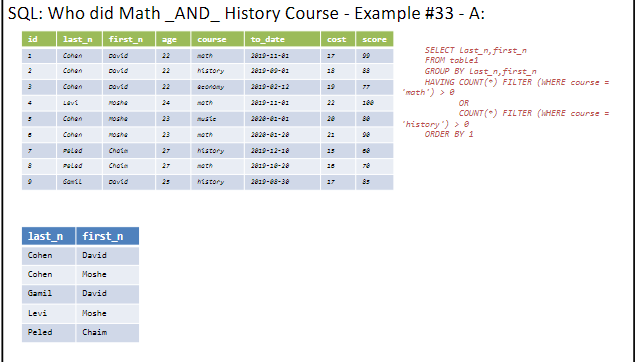 SQL: Who did Math _AND_ History Course - Example #33 - A:
id last_n first_n age course to_date cost score
1 Cohen David 22 math 2019-11-01 17 99
2 Cohen David 22 history 2019-09-01 18 88
3 Cohen David 22 economy 2019-02-12 19 77
4 Levi Moshe 24 math 2019-11-01 22 100
5 Cohen Moshe 23 music 2020-01-01 20 80
6 Cohen Moshe 23 math 2020-01-20 21 90
7 Peled Chaim 27 history 2019-12-10 15 60
8 Peled Chaim 27 math 2019-10-20 16 70
9 Gamil David 25 history 2019-08-30 17 85
SELECT last_n,first_n
FROM table1
GROUP BY last_n,first_n
HAVING COUNT(*) FILTER (WHERE course =
'math') > 0
OR
COUNT(*) FILTER (WHERE course =
'history') > 0
ORDER BY 1
last_n first_n
Cohen David
Cohen Moshe
Gamil David
Levi Moshe
Peled Chaim